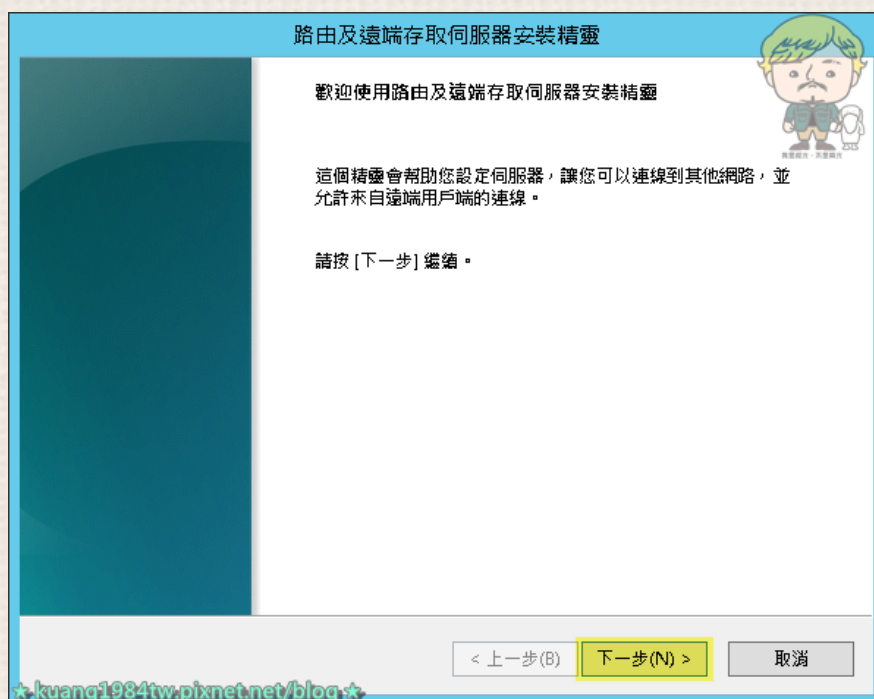 路由及遠端存取伺服器安裝精靈
歡迎使用路由及遠端存取伺服器安裝精靈
這個精靈會幫助您設定伺服器，讓您可以連線到其他網路，並
允許來自遠端用戶端的連線。
請按 [下一步] 繼續。
< 上一步(B)
下一步(N) >
取消
★ kuang1984tw.pixnet.net/blog ★